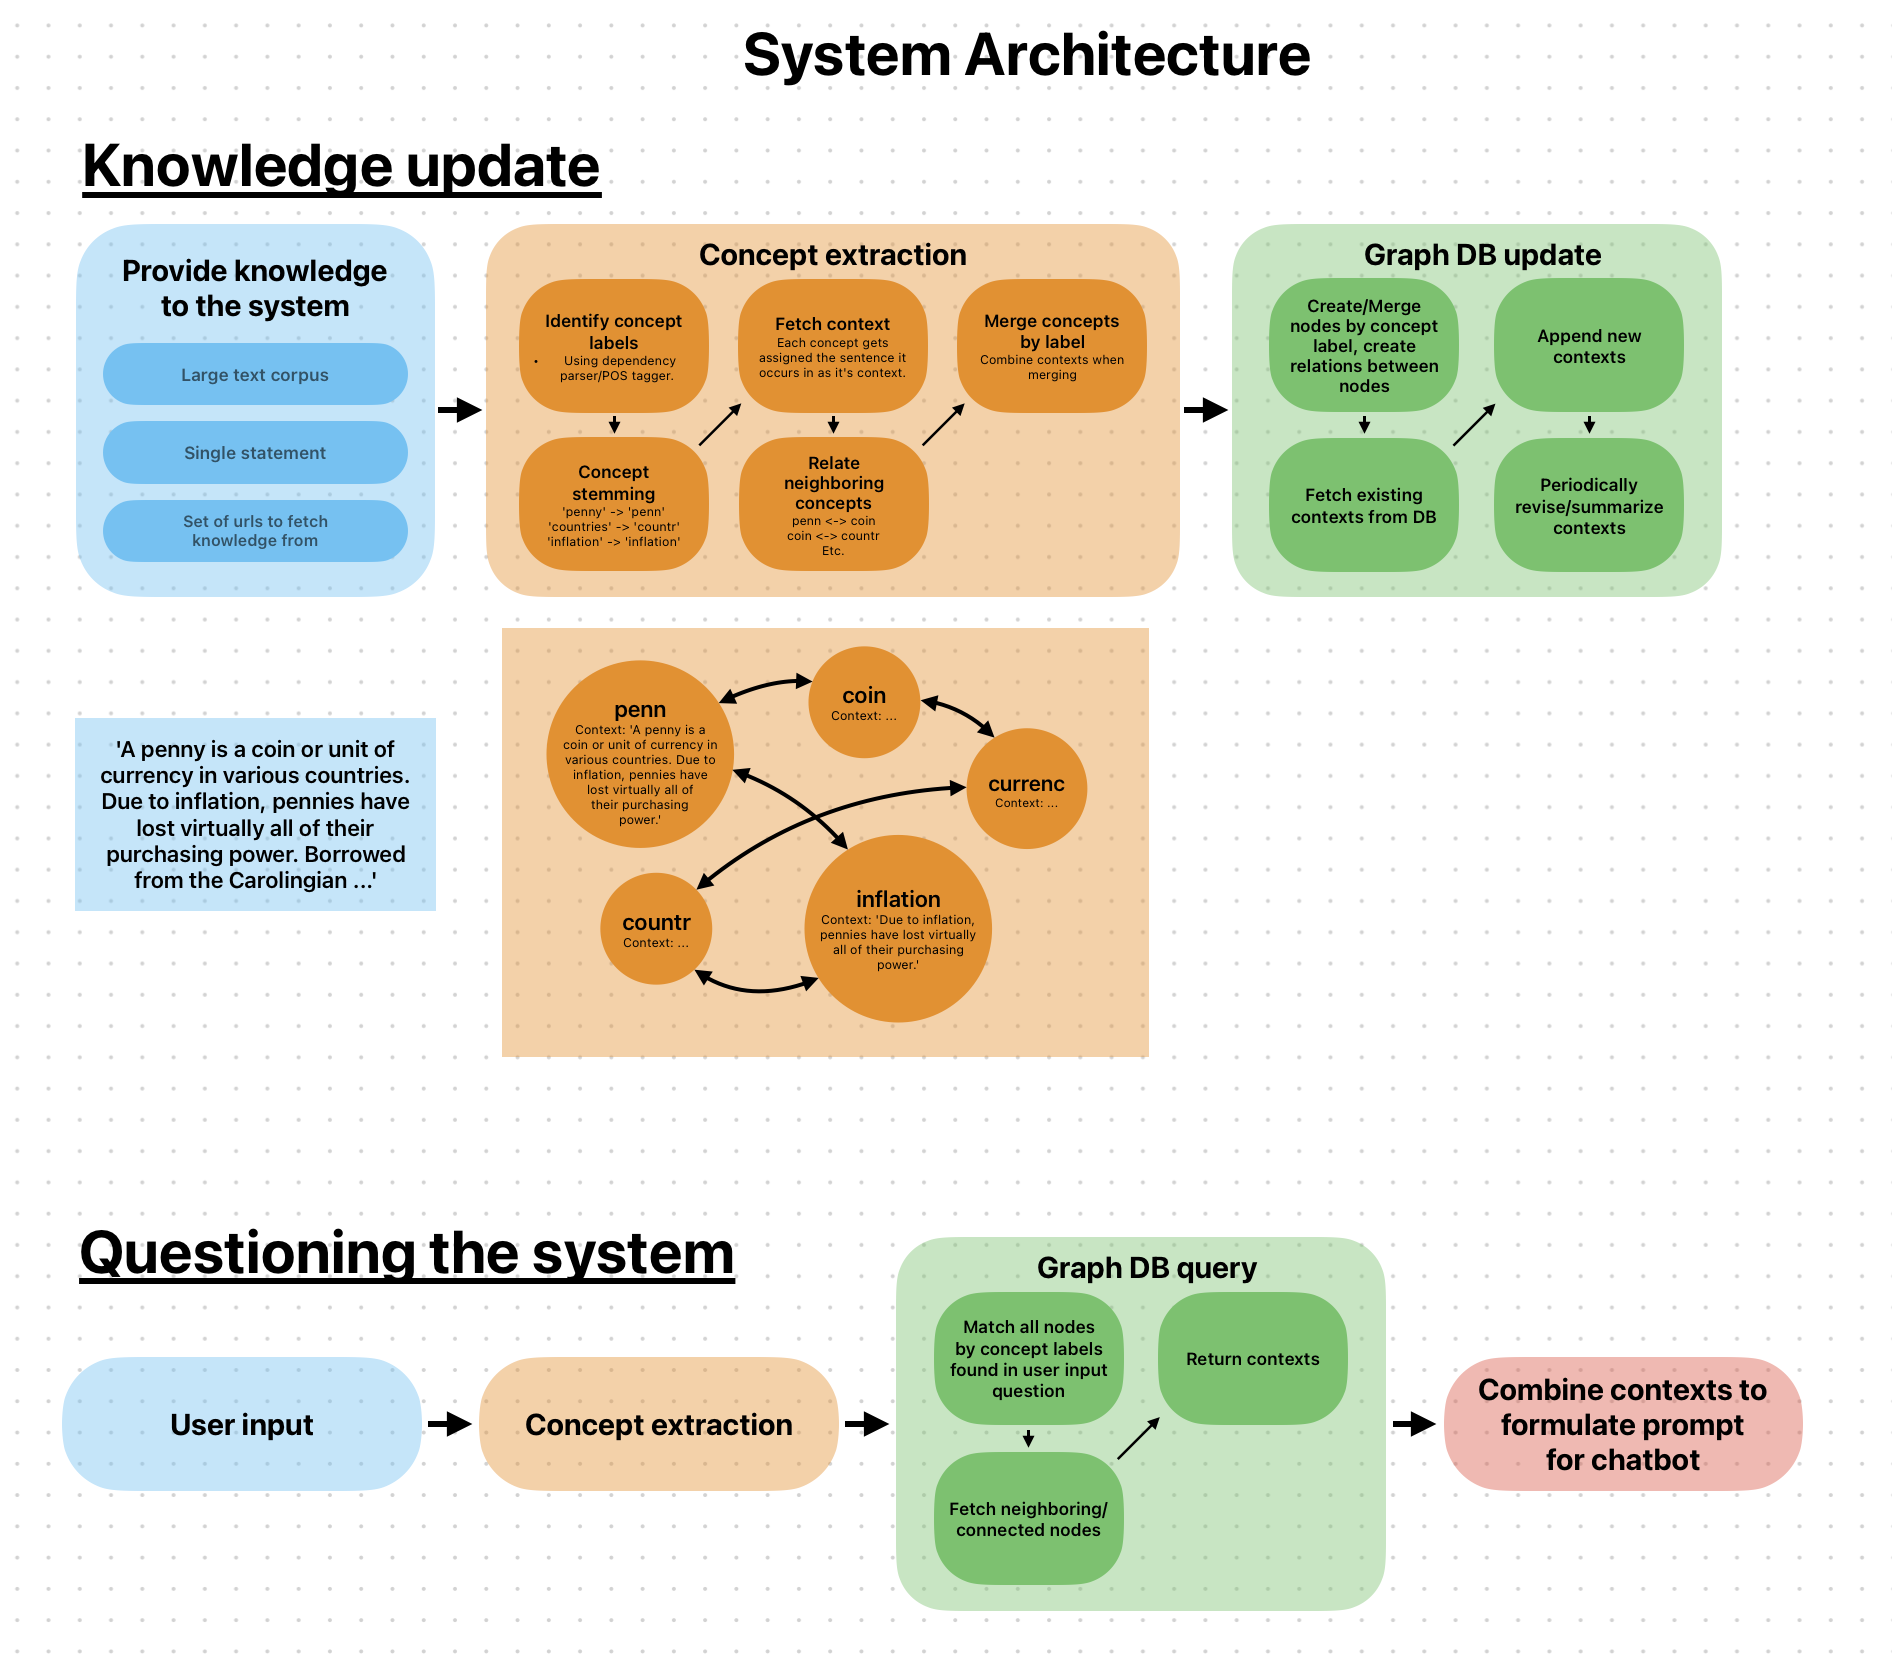 System Architecture
Knowledge update
Provide knowledge
to the system
Large text corpus
Single statement
Set of urls to fetch
knowledge from
Concept extraction
Identify concept
labels
• Using dependency
parser/POS tagger.
Concept
stemming
'penny' -> 'penn'
'countries' -> 'countr'
'inflation' -> 'inflation'
Fetch context
Each concept gets
assigned the sentence it
occurs in as it's context.
Relate
neighboring
concepts
penn <-> coin
coin <-> countr
Etc.
Merge concepts
by label
Combine contexts when
merging
Graph DB update
Create/Merge
nodes by concept
label, create
relations between
nodes
Fetch existing
contexts from DB
Append new
contexts
Periodically
revise/summarize
contexts
'A penny is a coin or unit of
currency in various countries.
Due to inflation, pennies have
lost virtually all of their
purchasing power. Borrowed
from the Carolingian ...'
penn
Context: 'A penny is a
coin or unit of currency in
various countries. Due to
inflation, pennies have
lost virtually all of
their purchasing
power.'
coin
Context: ...
currenc
Context: ...
countr
Context: ...
inflation
Context: 'Due to inflation,
pennies have lost virtually
all of their purchasing
power.'
Questioning the system
User input
Concept extraction
Graph DB query
Match all nodes
by concept labels
found in user input
question
Fetch neighboring/
connected nodes
Return contexts
Combine contexts to
formulate prompt
for chatbot